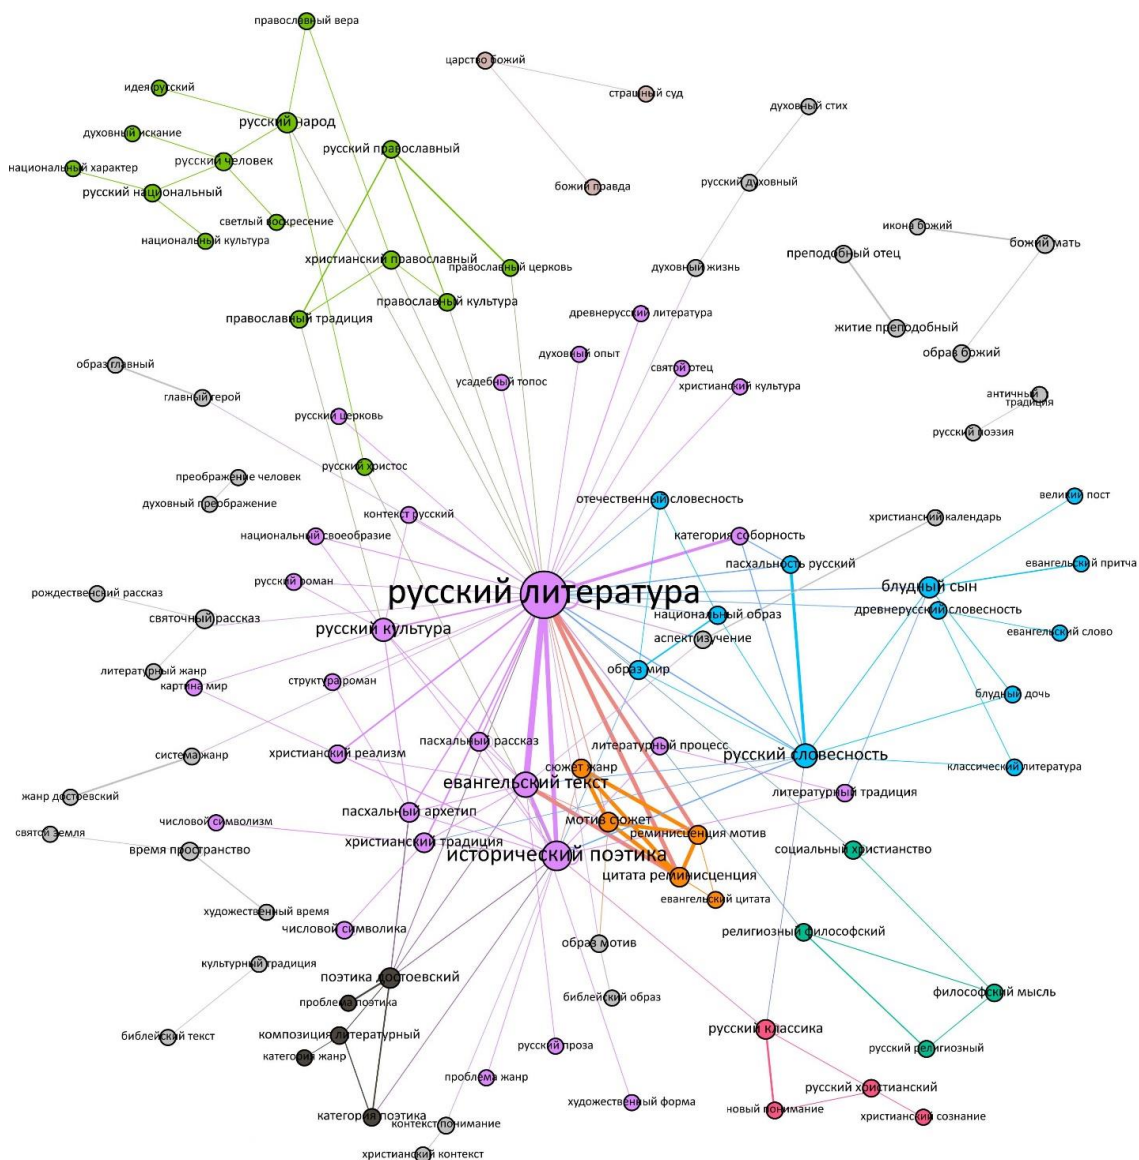 православный вера
царство божий
идея русский
страшный суд
духовный стих
русский народ
духовный искание
русский православный
русский человек
национальный характер
русский духовный
божий правда
русский национальный
светлый воскресение
икона божий
национальный культура
божий мать
преподобный отец
христианский православный
православный церковь
духовный жизнь
православный культура
древнерусский литература
православный традиция
житие преподобный
образ божий
духовный опыт
образ главный
святой отец
усадебный топос
христианский культура
античный
традиция
главный герой
русский церковь
русский поэзия
русский христос
преображение человек
великий пост
духовный преображение
отечественный словесность
контекст русский
христианский календарь
национальный своеобразие
категория соборность
пасхальность русский
евангельский притча
русский роман
блудный сын
рождественский рассказ
русский литература
древнерусский словесность
святочный рассказ
национальный образ
русский культура
евангельский слово
аспект изучение
литературный жанр
образ мир
структура роман
картина мир
блудный дочь
пасхальный рассказ
литературный процесс
христианский реализм
русский словесность
система жанр
сюжет жанр
классический литература
евангельский текст
жанр достоевский
литературный традиция
пасхальный архетип
числовой символизм
мотив сюжет
святой земля
реминисценция мотив
христианский традиция
время пространство
исторический поэтика
социальный христианство
цитата реминисценция
евангельский цитата
художественный время
числовой символика
религиозный философский
образ мотив
культурный традиция
поэтика достоевский
философский мысль
библейский образ
проблема поэтика
русский классика
композиция литературный
библейский текст
русский проза
русский религиозный
категория жанр
проблема жанр
русский христианский
художественный форма
новый понимание
категория поэтика
христианский сознание
контекст понимание
христианский контекст